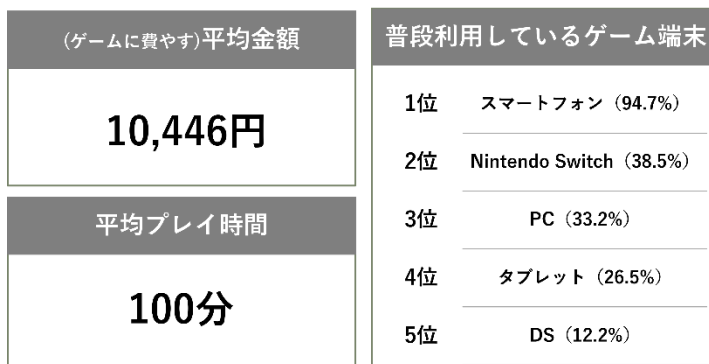 (ゲームに費やす)平均金額
10,446円
平均プレイ時間
100分
普段利用しているゲーム端末
1位 スマートフォン（94.7%）
2位 Nintendo Switch（38.5%）
3位 PC（33.2%）
4位 タブレット（26.5%）
5位 DS（12.2%）